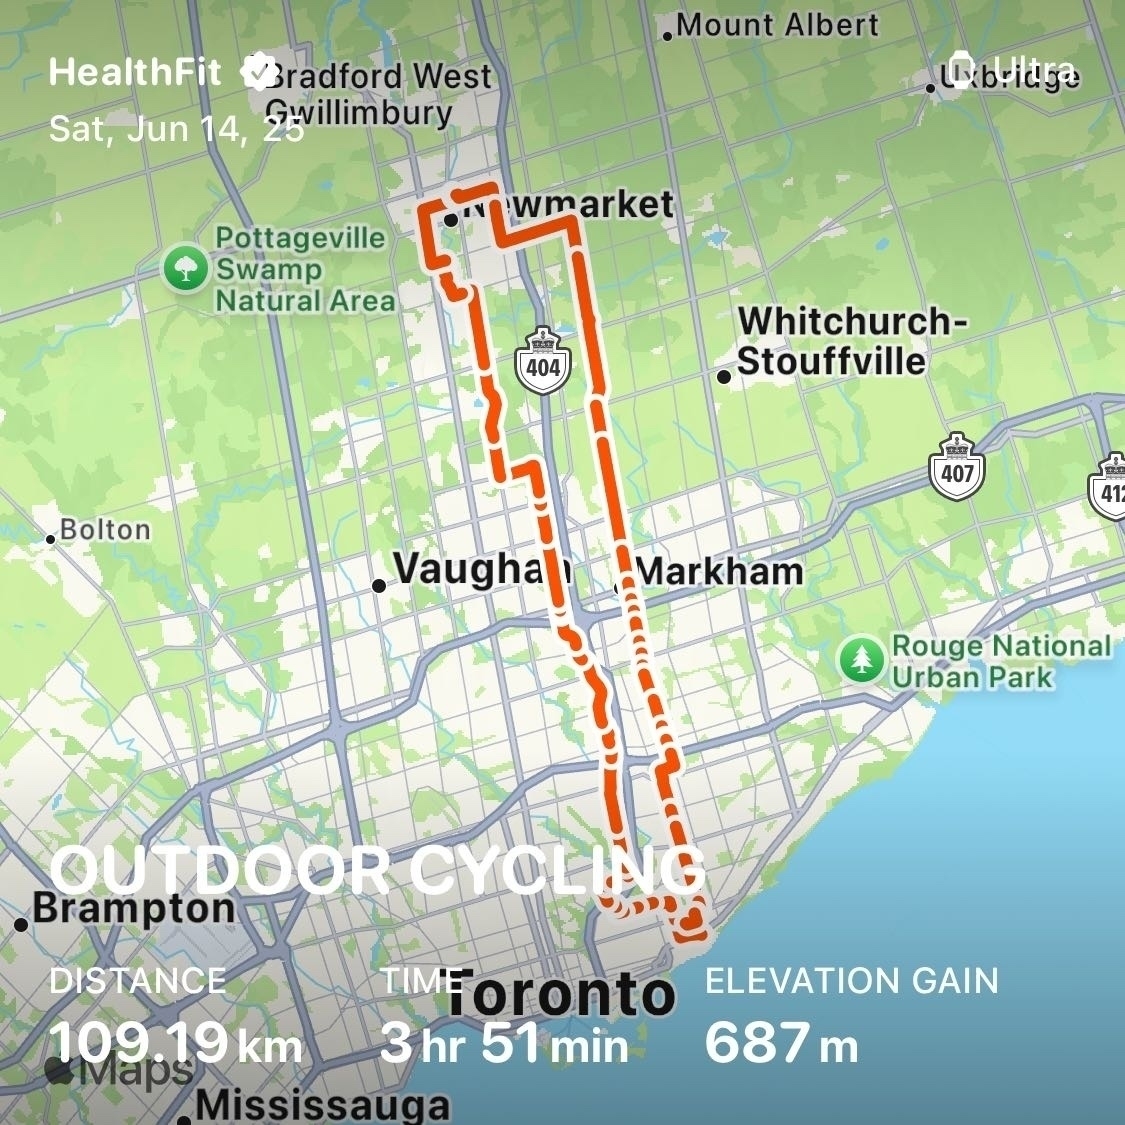 Mount Albert
HealthFit
Bradford West
Gwillimbury
Ultra
Uxbridge
Sat, Jun 14, 25
Newmarket
Pottageville
Swamp
Natural Area
Whitchurch-
Stouffville
404
407
412
Bolton
Vaughan
Markham
Rouge National
Urban Park
OUTDOOR CYCLING
Brampton
DISTANCE
TIME
ELEVATION GAIN
Toronto
109.19 km
3 hr 51 min
687 m
Maps
Mississauga